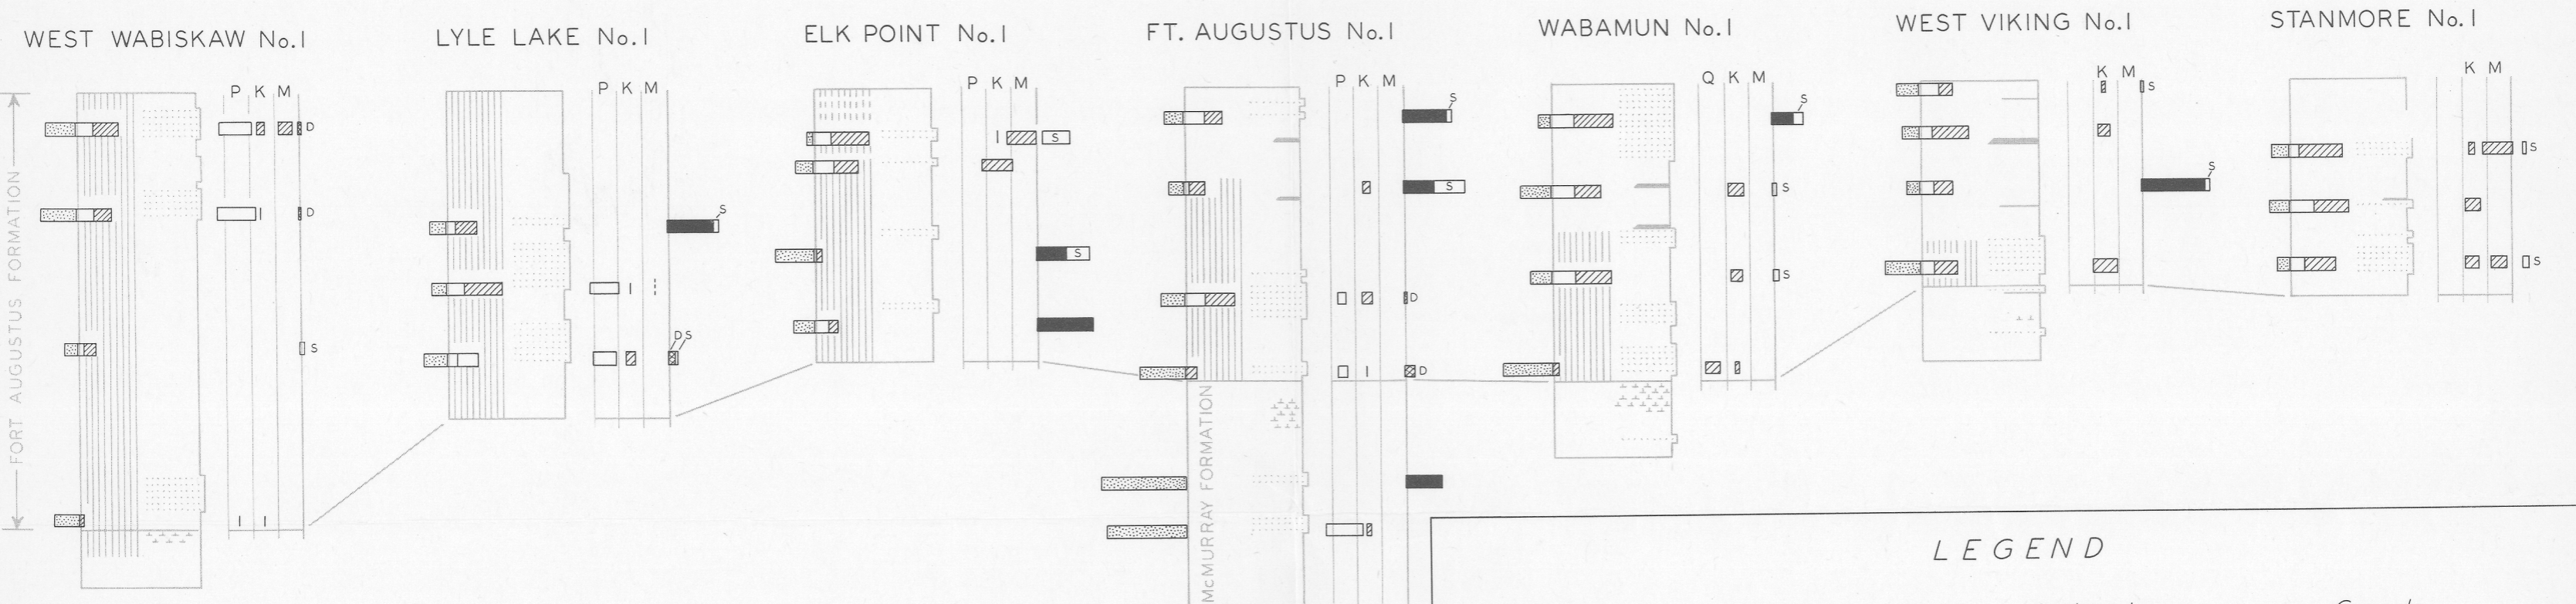 WEST WABISKAW No.1
LYLE LAKE No.1
ELK POINT No.1
FT. AUGUSTUS No.1
WABAMUN No.1
WEST VIKING No.1
STANMORE No.1
P K M
P K M
P K M
P K M
Q K M
K M
K M
FORT AUGUSTUS FORMATION
D
D
S
S
D S
S
S
S
S
D
D
McMURRAY FORMATION
S
S
S
S
S
S
S
LEGEND